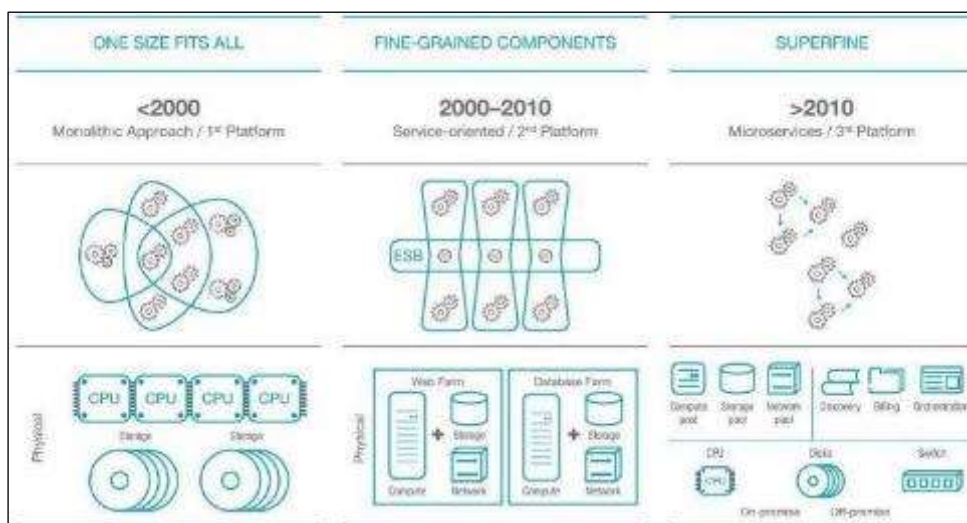 ONE SIZE FITS ALL
FINE-GRAINED COMPONENTS
SUPERFINE
<2000
Monolithic Approach / 1st Platform
2000–2010
Service-oriented / 2nd Platform
>2010
Microservices / 3rd Platform
ESB
Physical
CPU CPU CPU CPU
Storage Storage
Physical
Web Farm
Storage
Compute Network
Database Farm
Storage
Compute Network
Compute pool
Storage pool
Network pool
Discovery
Billing
Orchestration
CPU
CPU
Disks
Switch
On-premise Off-premise